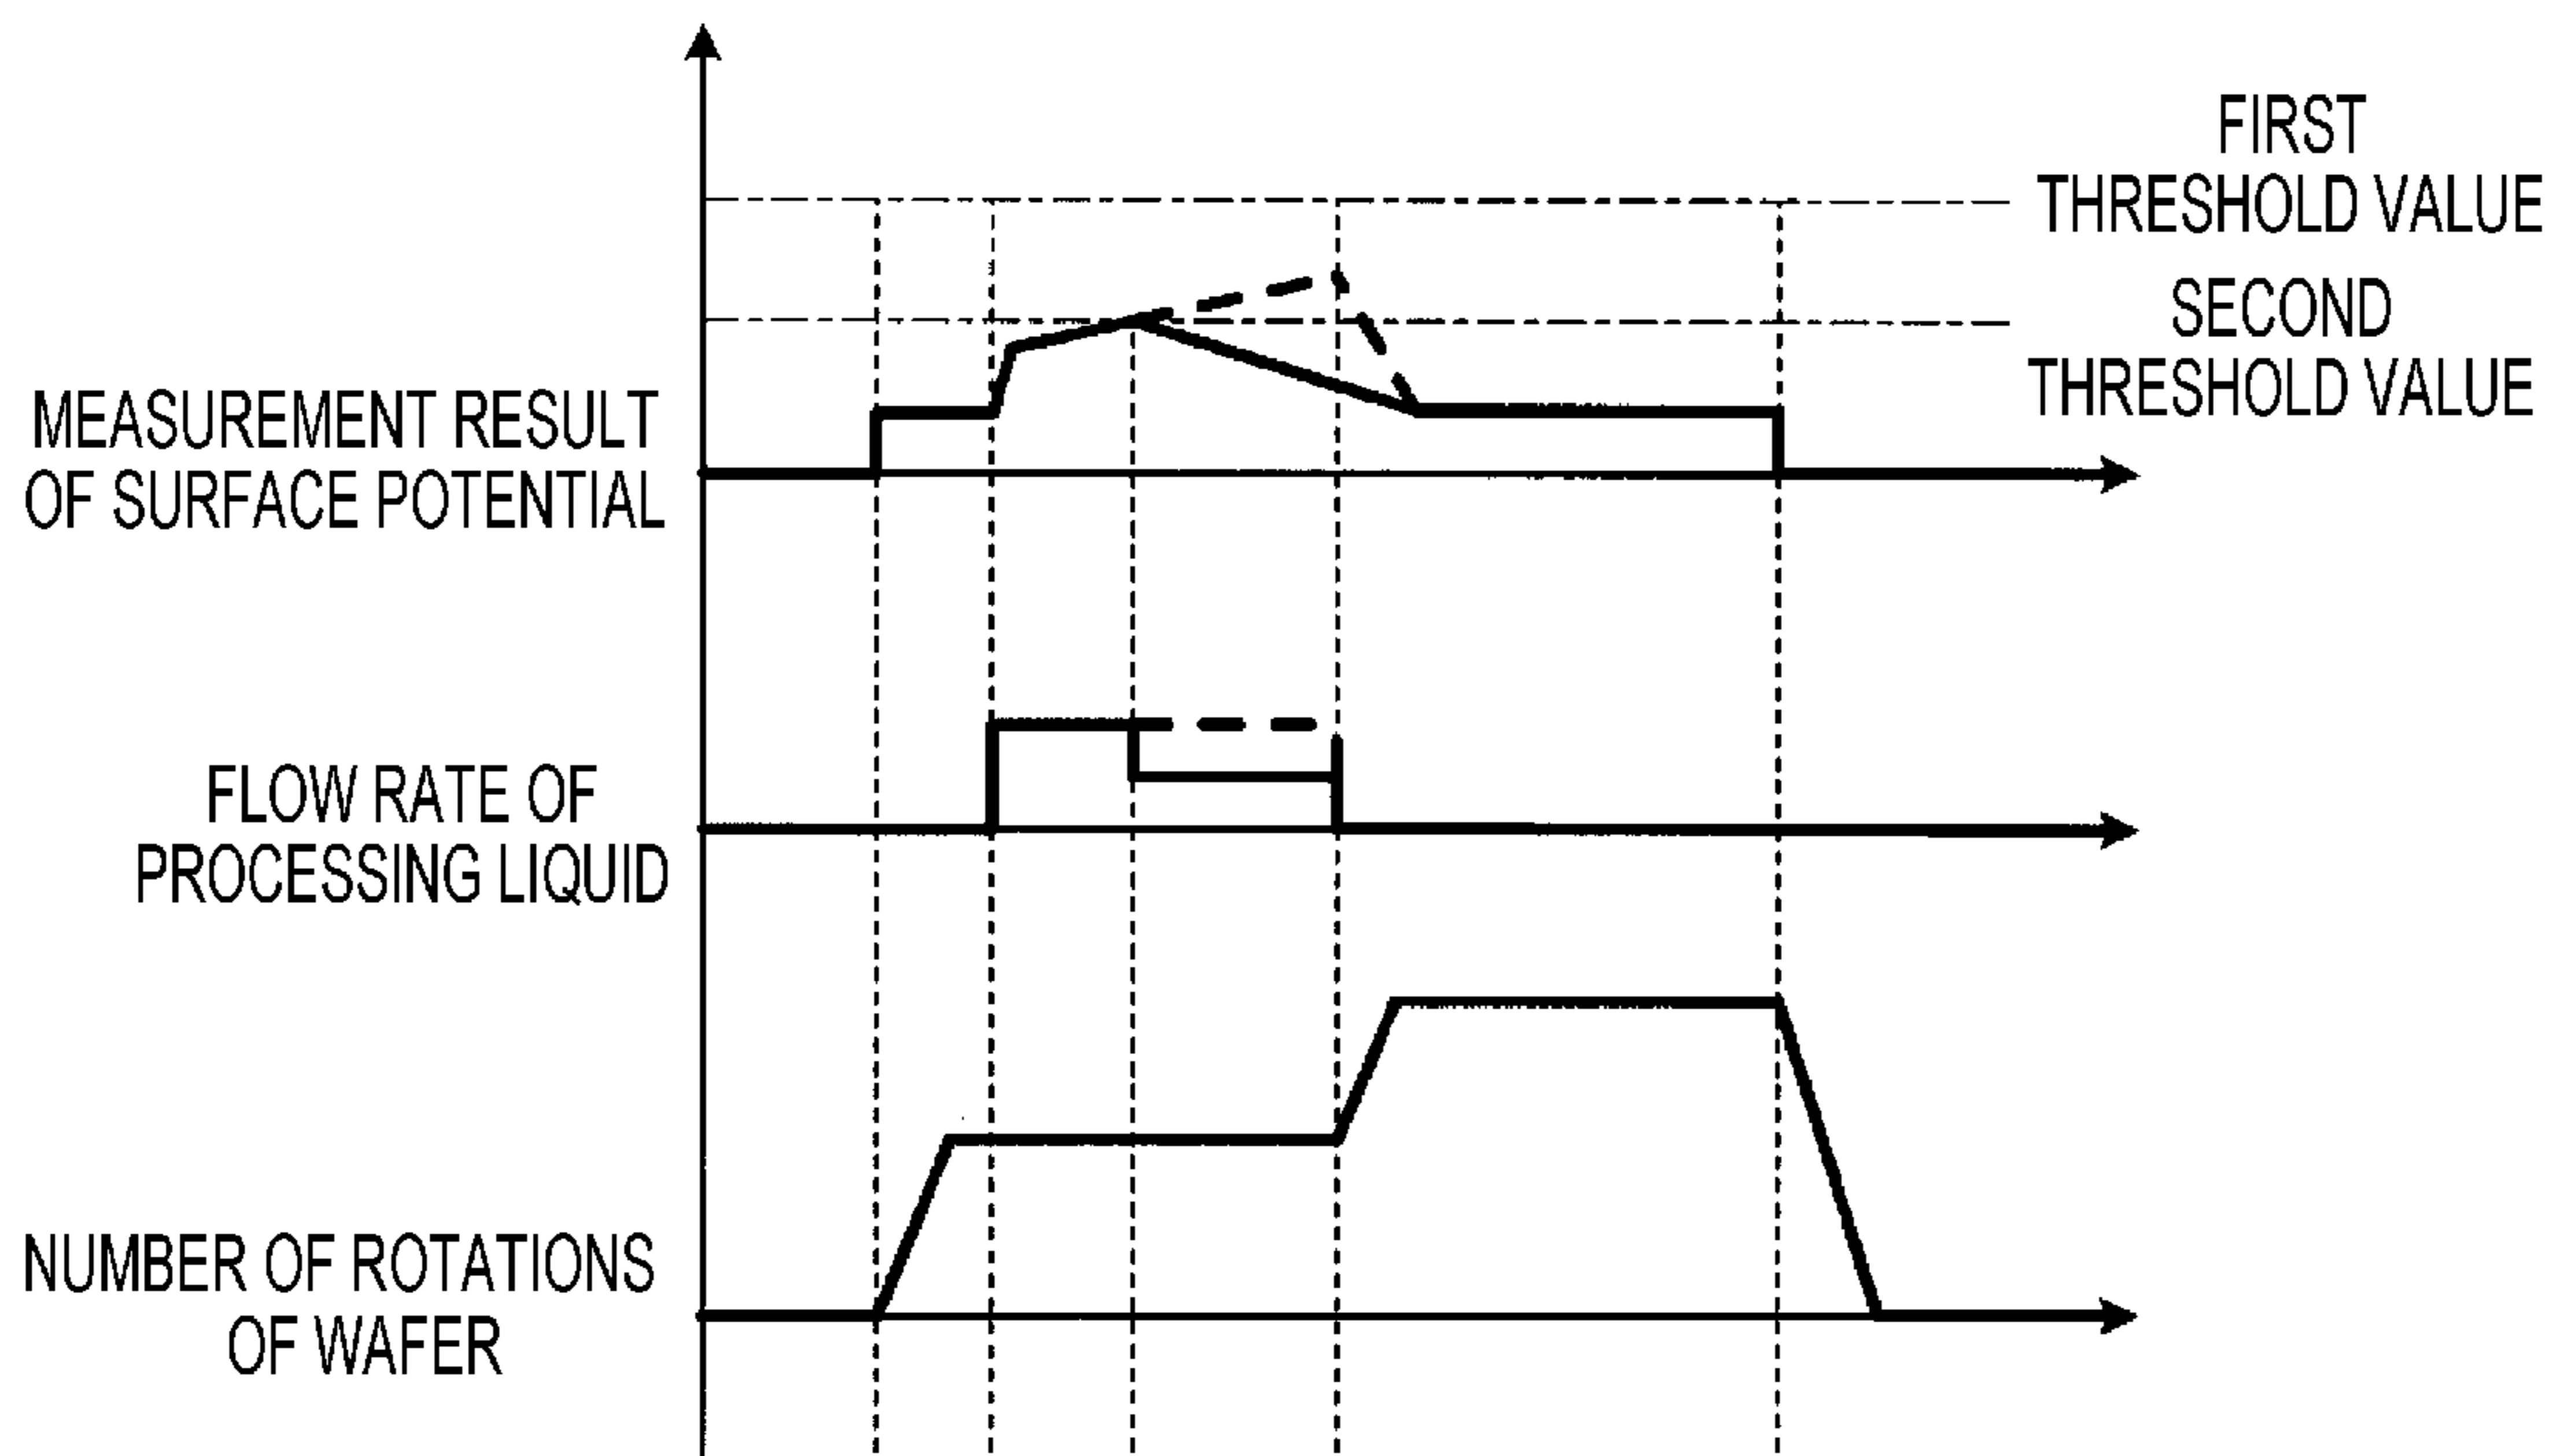 FIRST
THRESHOLD VALUE
SECOND
THRESHOLD VALUE
MEASUREMENT RESULT
OF SURFACE POTENTIAL
FLOW RATE OF
PROCESSING LIQUID
NUMBER OF ROTATIONS
OF WAFER